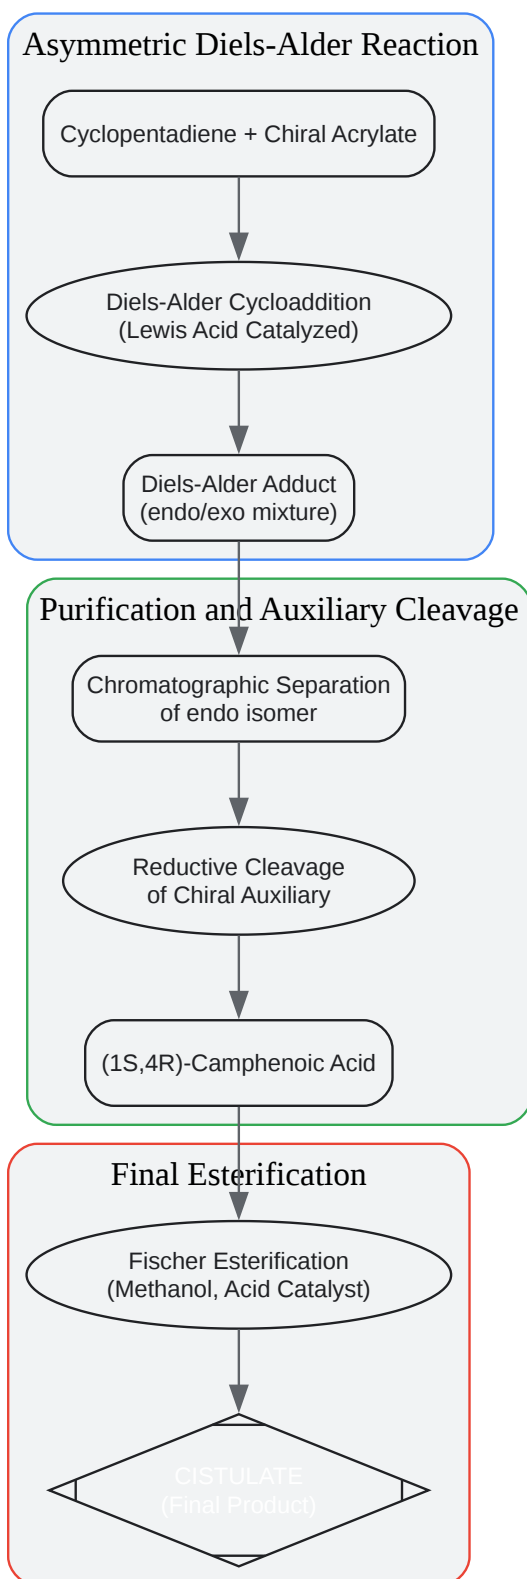 Asymmetric Diels-Alder Reaction
Cyclopentadiene + Chiral Acrylate
Diels-Alder Cycloaddition
(Lewis Acid Catalyzed)
Diels-Alder Adduct
(endo/exo mixture)
Purification and Auxiliary Cleavage
Chromatographic Separation
of endo isomer
Reductive Cleavage
of Chiral Auxiliary
(1S,4R)-Camphenoic Acid
Final Esterification
Fischer Esterification
(Methanol, Acid Catalyst)
CISTULATE
(Final Product)